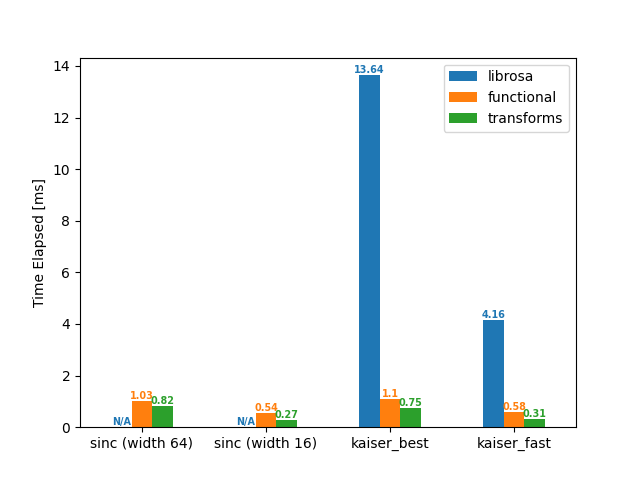 librosa
functional
transforms
Time Elapsed [ms]
14
12
10
8
6
4
2
0
N/A
1.03
0.82
N/A
0.54
0.27
13.64
1.1
0.75
4.16
0.58
0.31
sinc (width 64)
sinc (width 16)
kaiser_best
kaiser_fast